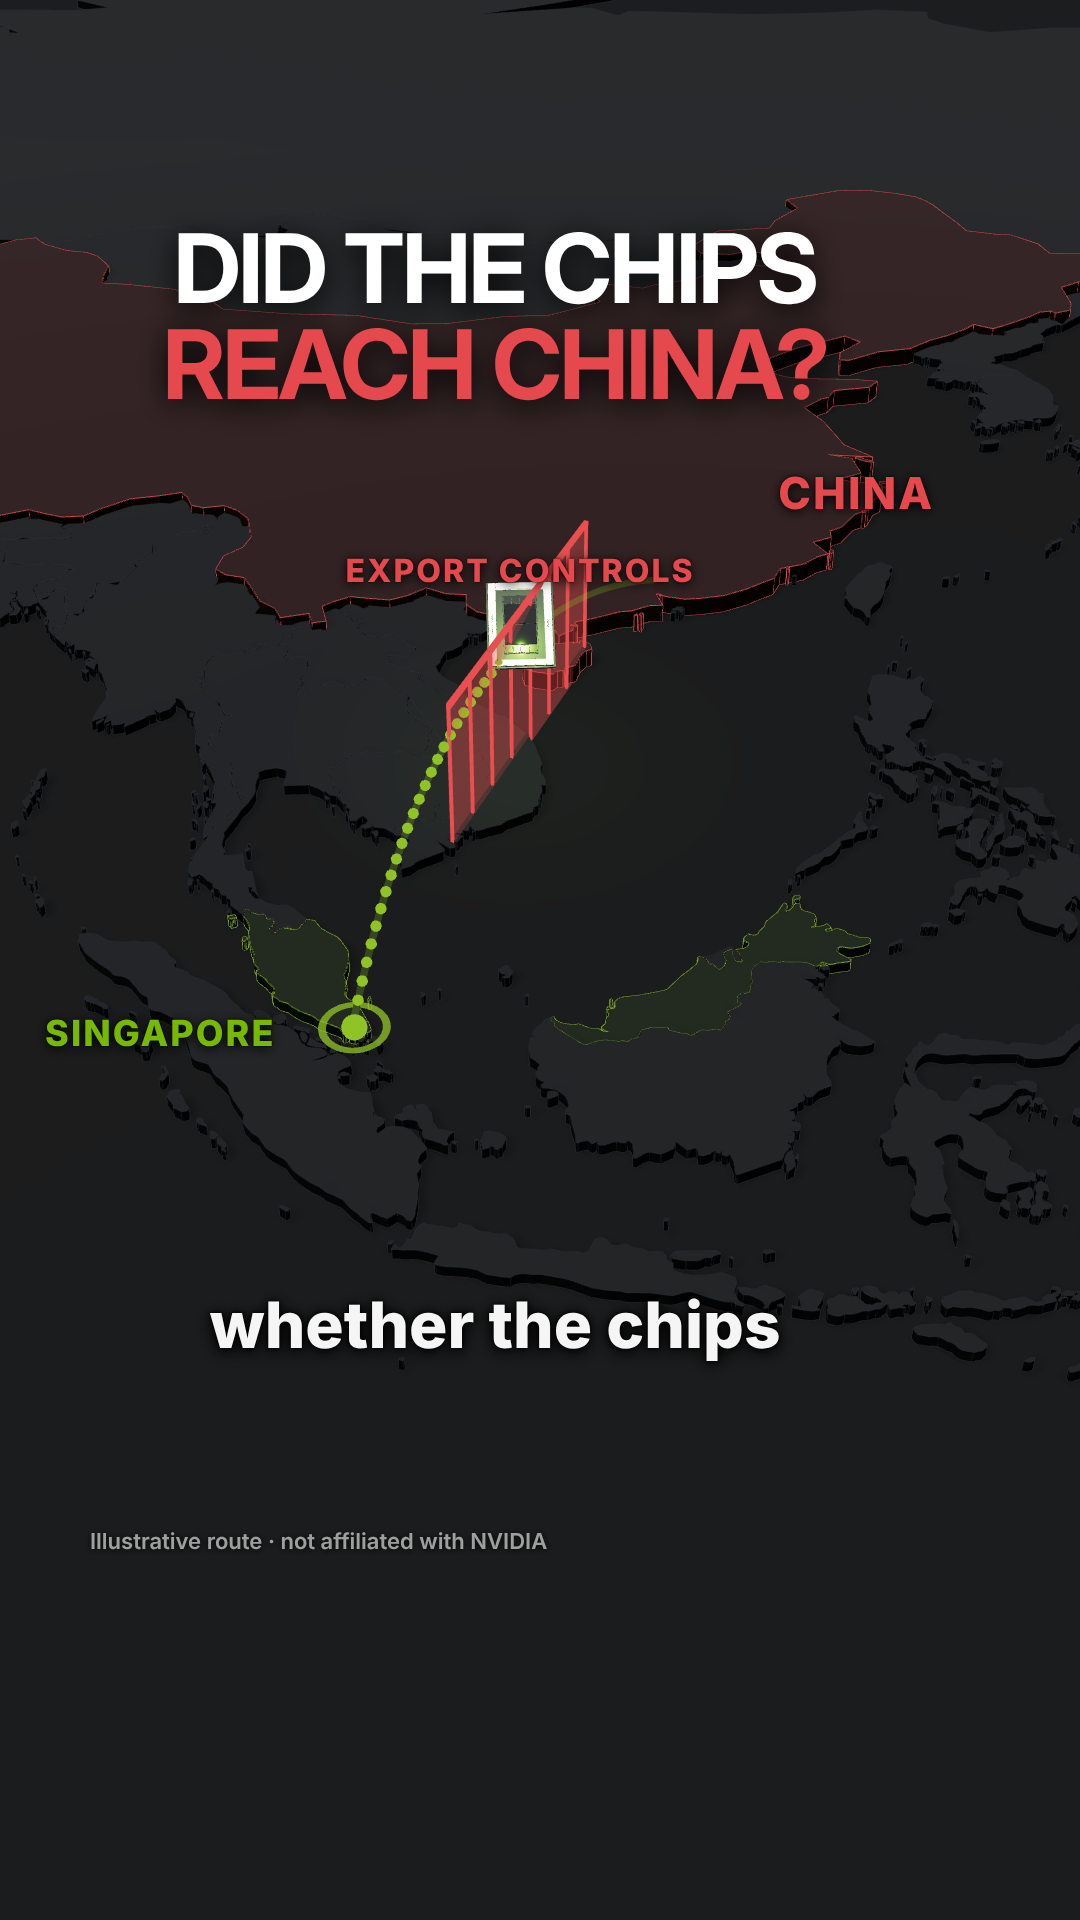 DID THE CHIPS
REACH CHINA?
CHINA
EXPORT CONTROLS
SINGAPORE
whether the chips
Illustrative route · not affiliated with NVIDIA